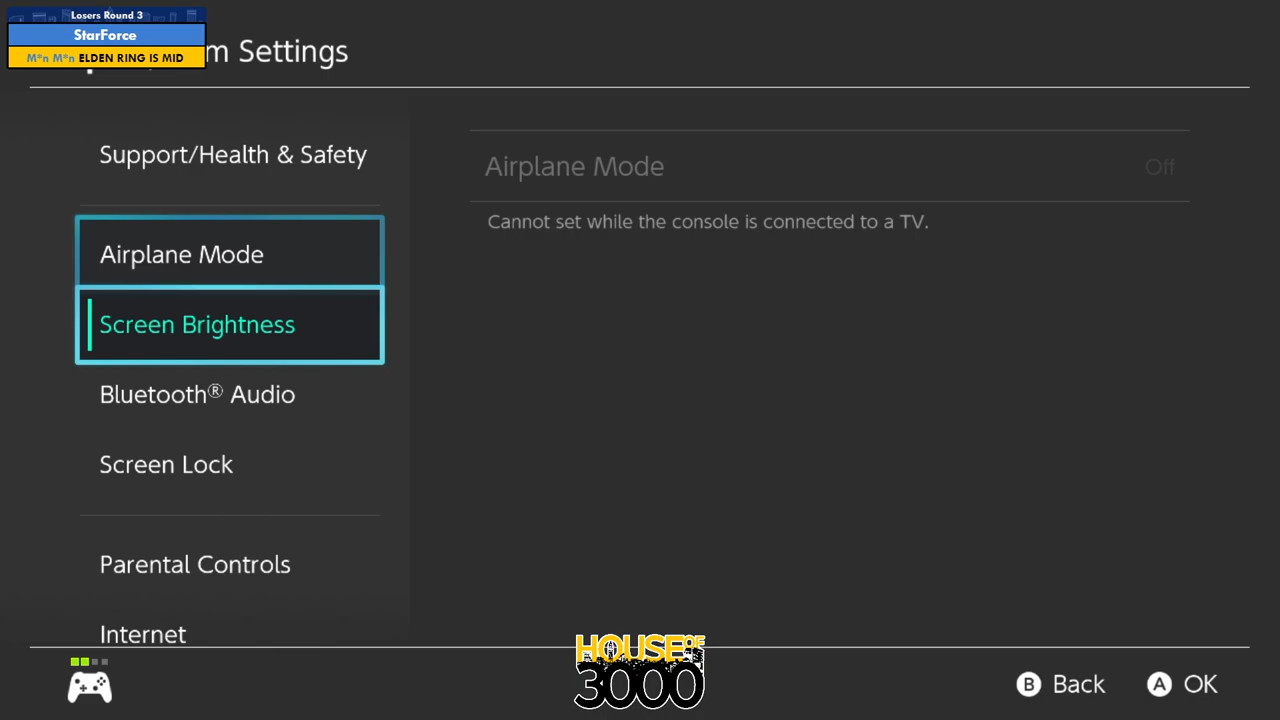 Losers Round 3
StarForce
M*n M*n ELDEN RING IS MID
m Settings
Support/Health & Safety
Airplane Mode
Screen Brightness
Bluetooth® Audio
Screen Lock
Parental Controls
Internet
Airplane Mode Off
Cannot set while the console is connected to a TV.
HOUSE OF
3000
B Back A OK